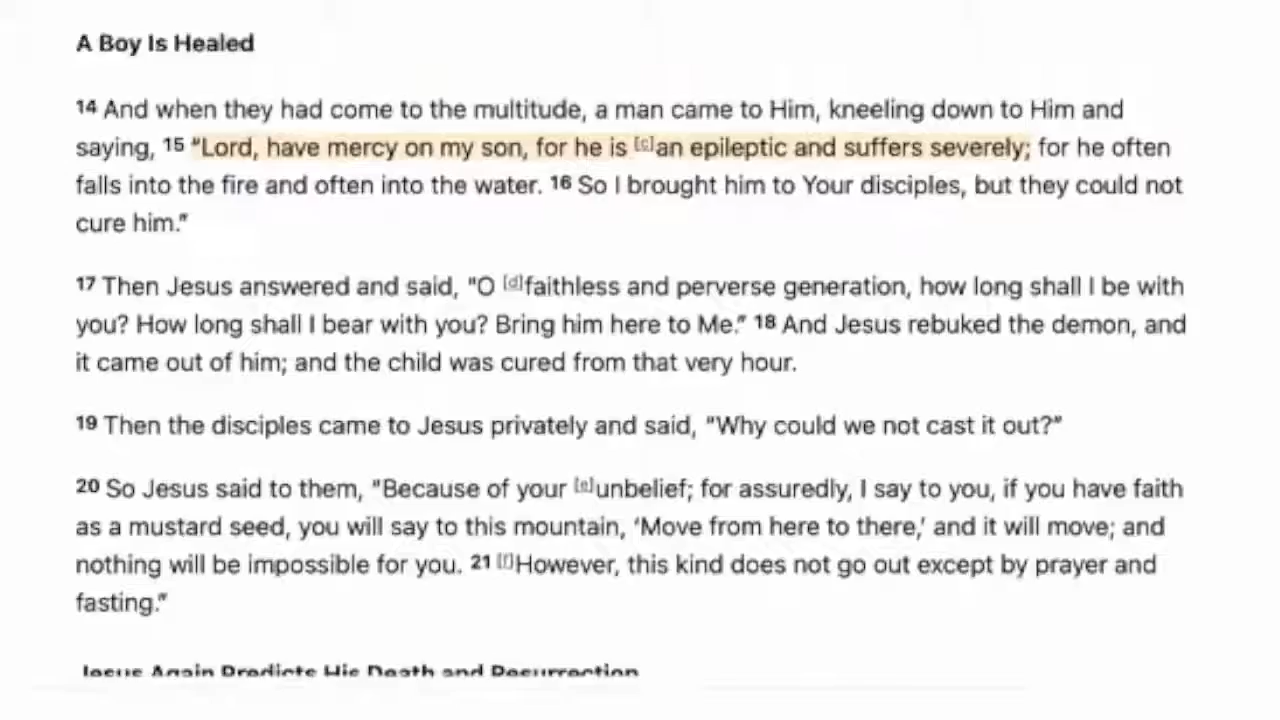 A Boy Is Healed
14 And when they had come to the multitude, a man came to Him, kneeling down to Him and
saying, 15 "Lord, have mercy on my son, for he is [c]an epileptic and suffers severely; for he often
falls into the fire and often into the water. 16 So I brought him to Your disciples, but they could not
cure him."
17 Then Jesus answered and said, "O [d]faithless and perverse generation, how long shall I be with
you? How long shall I bear with you? Bring him here to Me." 18 And Jesus rebuked the demon, and
it came out of him; and the child was cured from that very hour.
19 Then the disciples came to Jesus privately and said, "Why could we not cast it out?"
20 So Jesus said to them, "Because of your [e]unbelief; for assuredly, I say to you, if you have faith
as a mustard seed, you will say to this mountain, 'Move from here to there,' and it will move; and
nothing will be impossible for you. 21 [f]However, this kind does not go out except by prayer and
fasting."
Jesus Again Predicts His Death and Resurrection